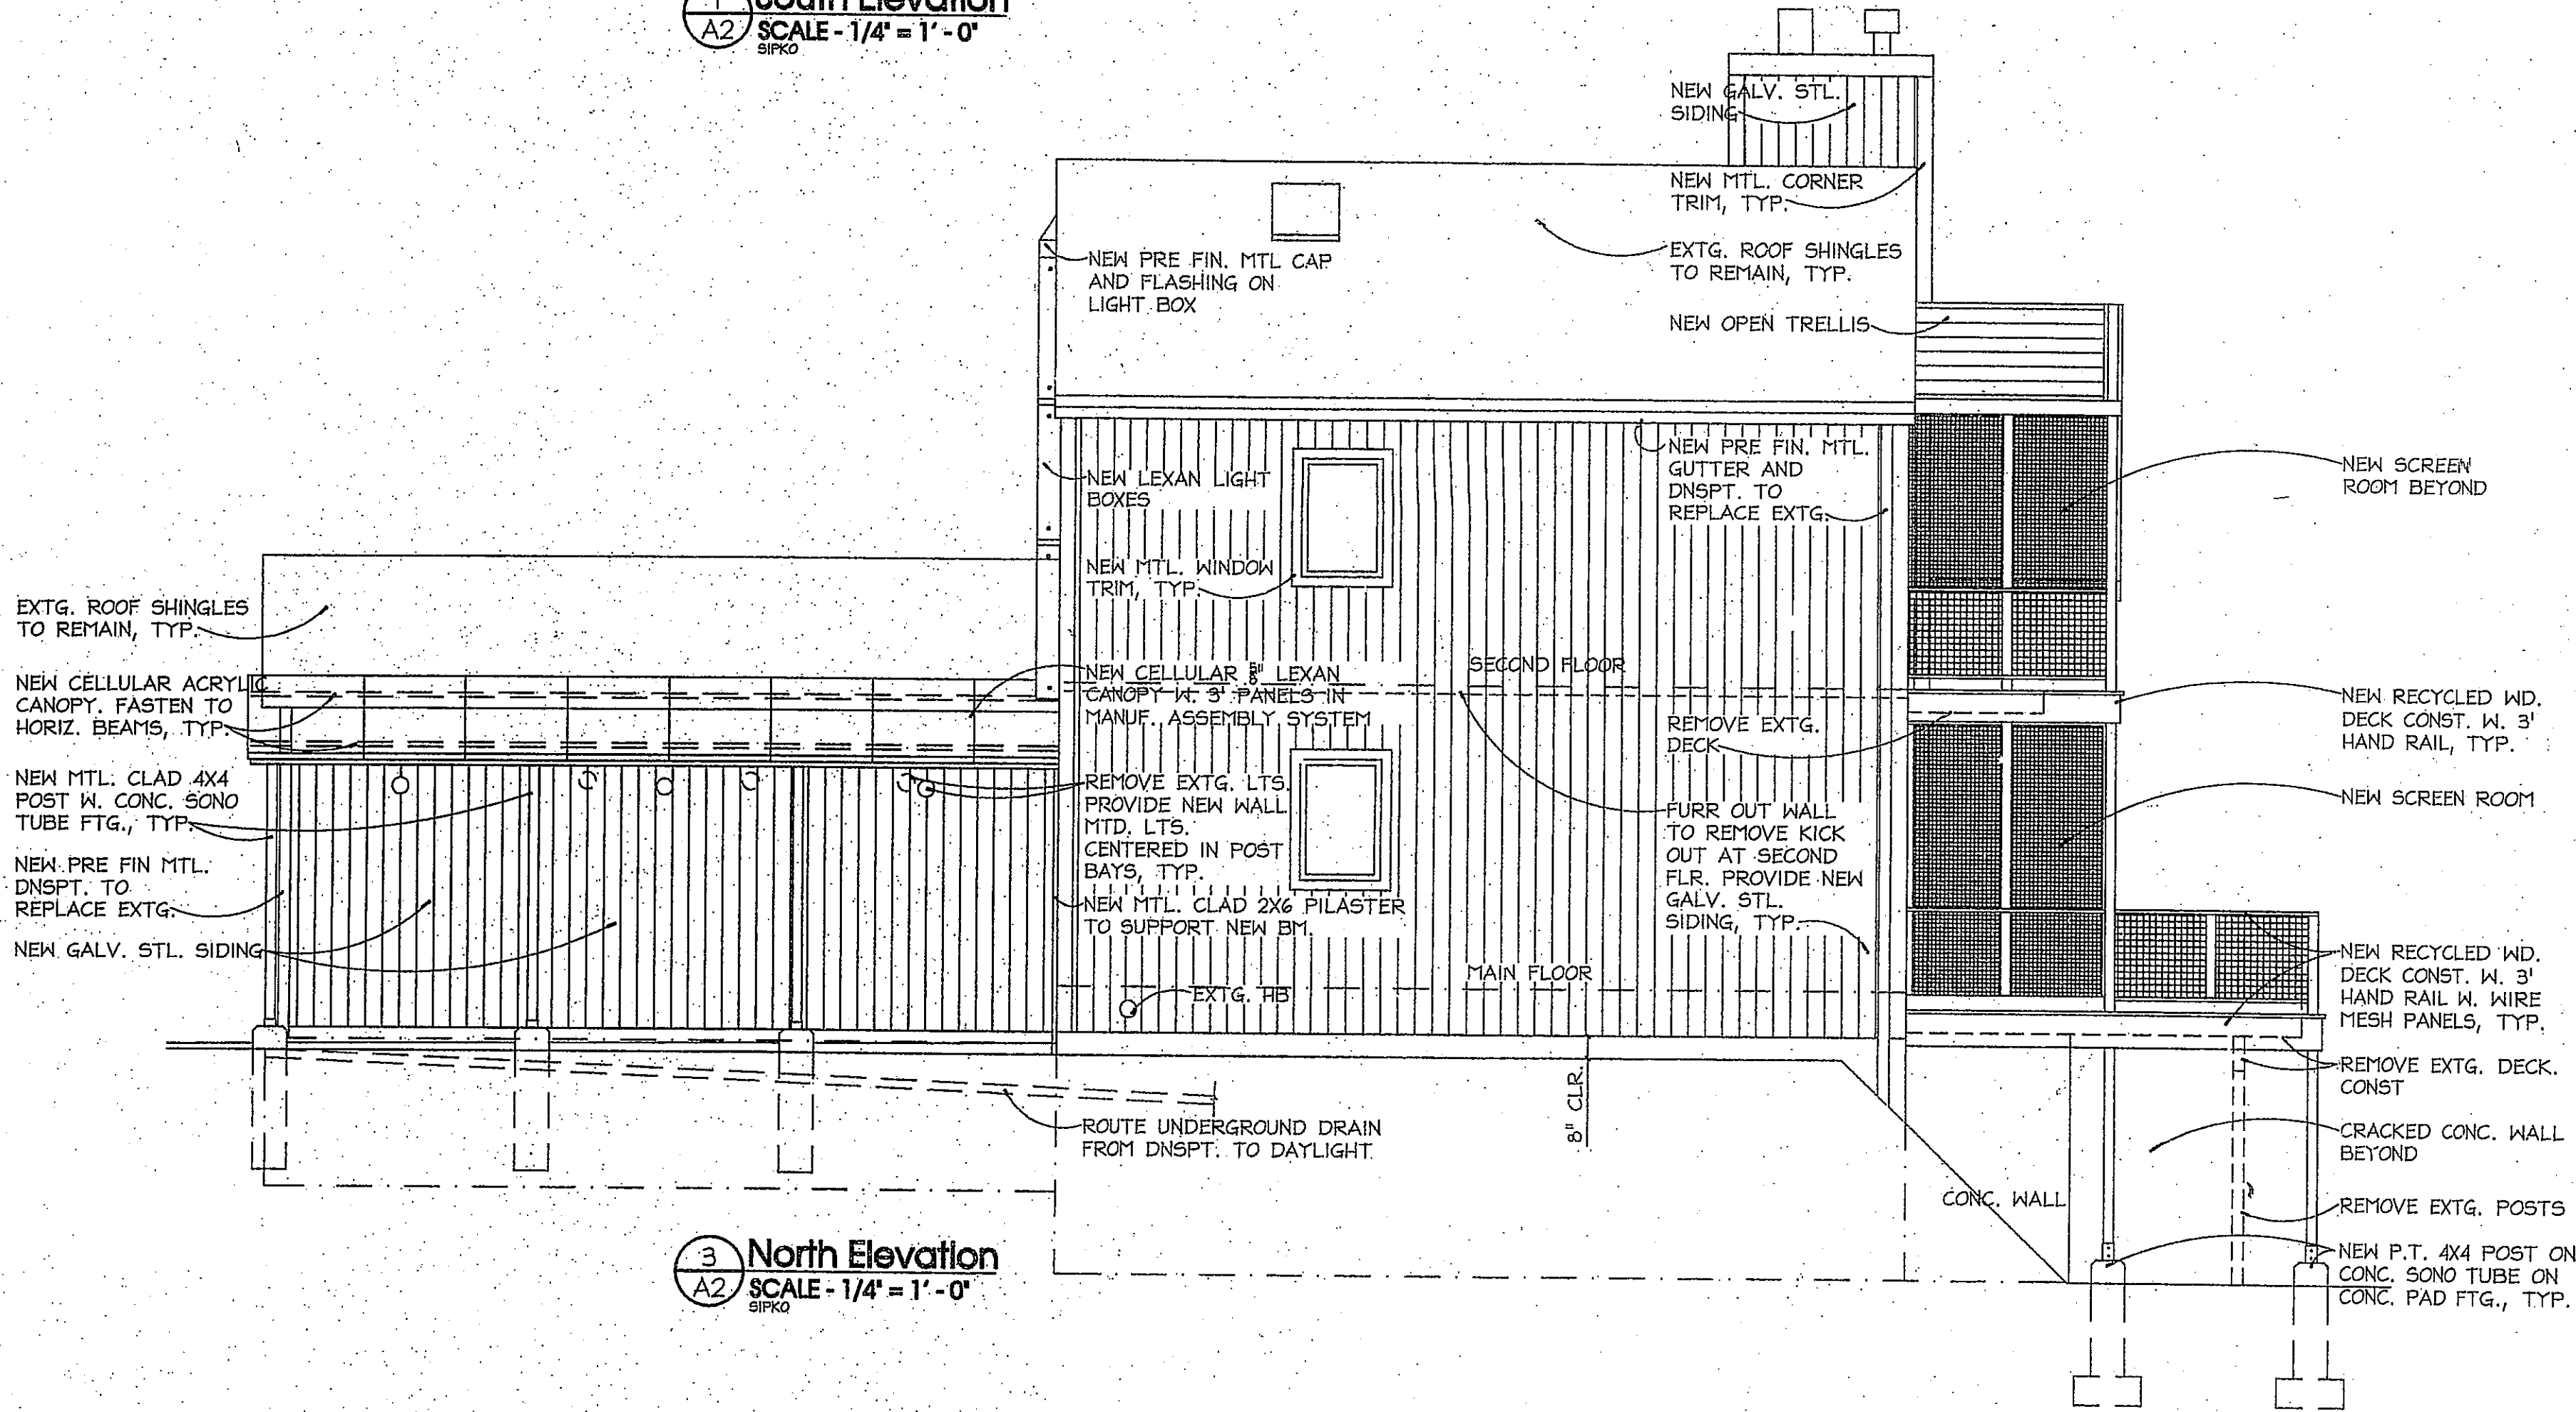 1 South Elevation
A2 SCALE - 1/4" = 1' - 0"
SIPKO
NEW GALV. STL.
SIDING
NEW MTL. CORNER
TRIM, TYP.
NEW PRE FIN. MTL CAP
AND FLASHING ON
LIGHT BOX
EXTG. ROOF SHINGLES
TO REMAIN, TYP.
NEW OPEN TRELLIS
NEW LEXAN LIGHT
BOXES
NEW PRE FIN. MTL.
GUTTER AND
DNSPT. TO
REPLACE EXTG.
NEW SCREEN
ROOM BEYOND
NEW MTL. WINDOW
TRIM, TYP.
EXTG. ROOF SHINGLES
TO REMAIN, TYP.
NEW CELLULAR ACRYLIC
CANOPY. FASTEN TO
HORIZ. BEAMS, TYP.
NEW CELLULAR 5/8" LEXAN
CANOPY W. 3' PANELS IN
MANUF. ASSEMBLY SYSTEM
SECOND FLOOR
REMOVE EXTG.
DECK
NEW RECYCLED WD.
DECK CONST. W. 3'
HAND RAIL, TYP.
NEW MTL. CLAD 4X4
POST W. CONC. SONO
TUBE FTG., TYP.
REMOVE EXTG. LTS.
PROVIDE NEW WALL
MTD. LTS.
CENTERED IN POST
BAYS, TYP.
FURR OUT WALL
TO REMOVE KICK
OUT AT SECOND
FLR. PROVIDE NEW
GALV. STL.
SIDING, TYP.
NEW SCREEN ROOM
NEW PRE FIN MTL.
DNSPT. TO
REPLACE EXTG.
NEW MTL. CLAD 2X6 PILASTER
TO SUPPORT NEW BM.
NEW GALV. STL. SIDING
MAIN FLOOR
EXTG. HB
NEW RECYCLED WD.
DECK CONST. W. 3'
HAND RAIL W. WIRE
MESH PANELS, TYP.
REMOVE EXTG. DECK.
CONST
8" CLR.
ROUTE UNDERGROUND DRAIN
FROM DNSPT. TO DAYLIGHT
CRACKED CONC. WALL
BEYOND
CONC. WALL
REMOVE EXTG. POSTS
NEW P.T. 4X4 POST ON
CONC. SONO TUBE ON
CONC. PAD FTG., TYP.
3 North Elevation
A2 SCALE - 1/4" = 1' - 0"
SIPKO